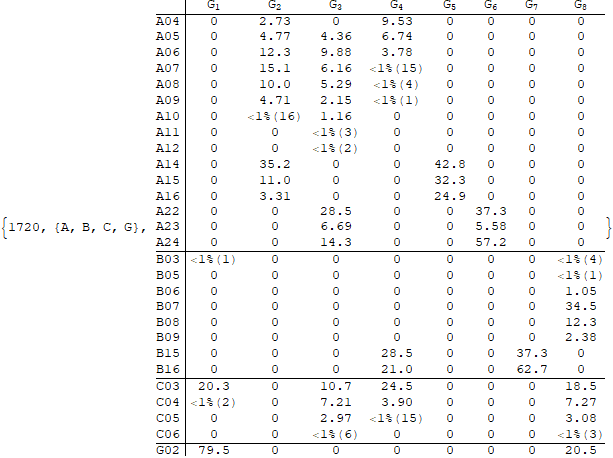 G₁ G₂ G₃ G₄ G₅ G₆ G₇ G₈
A04 0 2.73 0 9.53 0 0 0 0
A05 0 4.77 4.36 6.74 0 0 0 0
A06 0 12.3 9.88 3.78 0 0 0 0
A07 0 15.1 6.16 <1%(15) 0 0 0 0
A08 0 10.0 5.29 <1%(4) 0 0 0 0
A09 0 4.71 2.15 <1%(1) 0 0 0 0
A10 0 <1%(16) 1.16 0 0 0 0 0
A11 0 0 <1%(3) 0 0 0 0 0
A12 0 0 <1%(2) 0 0 0 0 0
A14 0 35.2 0 0 42.8 0 0 0
A15 0 11.0 0 0 32.3 0 0 0
A16 0 3.31 0 0 24.9 0 0 0
A22 0 0 28.5 0 0 37.3 0 0
{1720, {A, B, C, G}, A23 0 0 6.69 0 0 5.58 0 0 }
A24 0 0 14.3 0 0 57.2 0 0
B03 <1%(1) 0 0 0 0 0 0 <1%(4)
B05 0 0 0 0 0 0 0 <1%(1)
B06 0 0 0 0 0 0 0 1.05
B07 0 0 0 0 0 0 0 34.5
B08 0 0 0 0 0 0 0 12.3
B09 0 0 0 0 0 0 0 2.38
B15 0 0 0 28.5 0 0 37.3 0
B16 0 0 0 21.0 0 0 62.7 0
C03 20.3 0 10.7 24.5 0 0 0 18.5
C04 <1%(2) 0 7.21 3.90 0 0 0 7.27
C05 0 0 2.97 <1%(15) 0 0 0 3.08
C06 0 0 <1%(6) 0 0 0 0 <1%(3)
G02 79.5 0 0 0 0 0 0 20.5